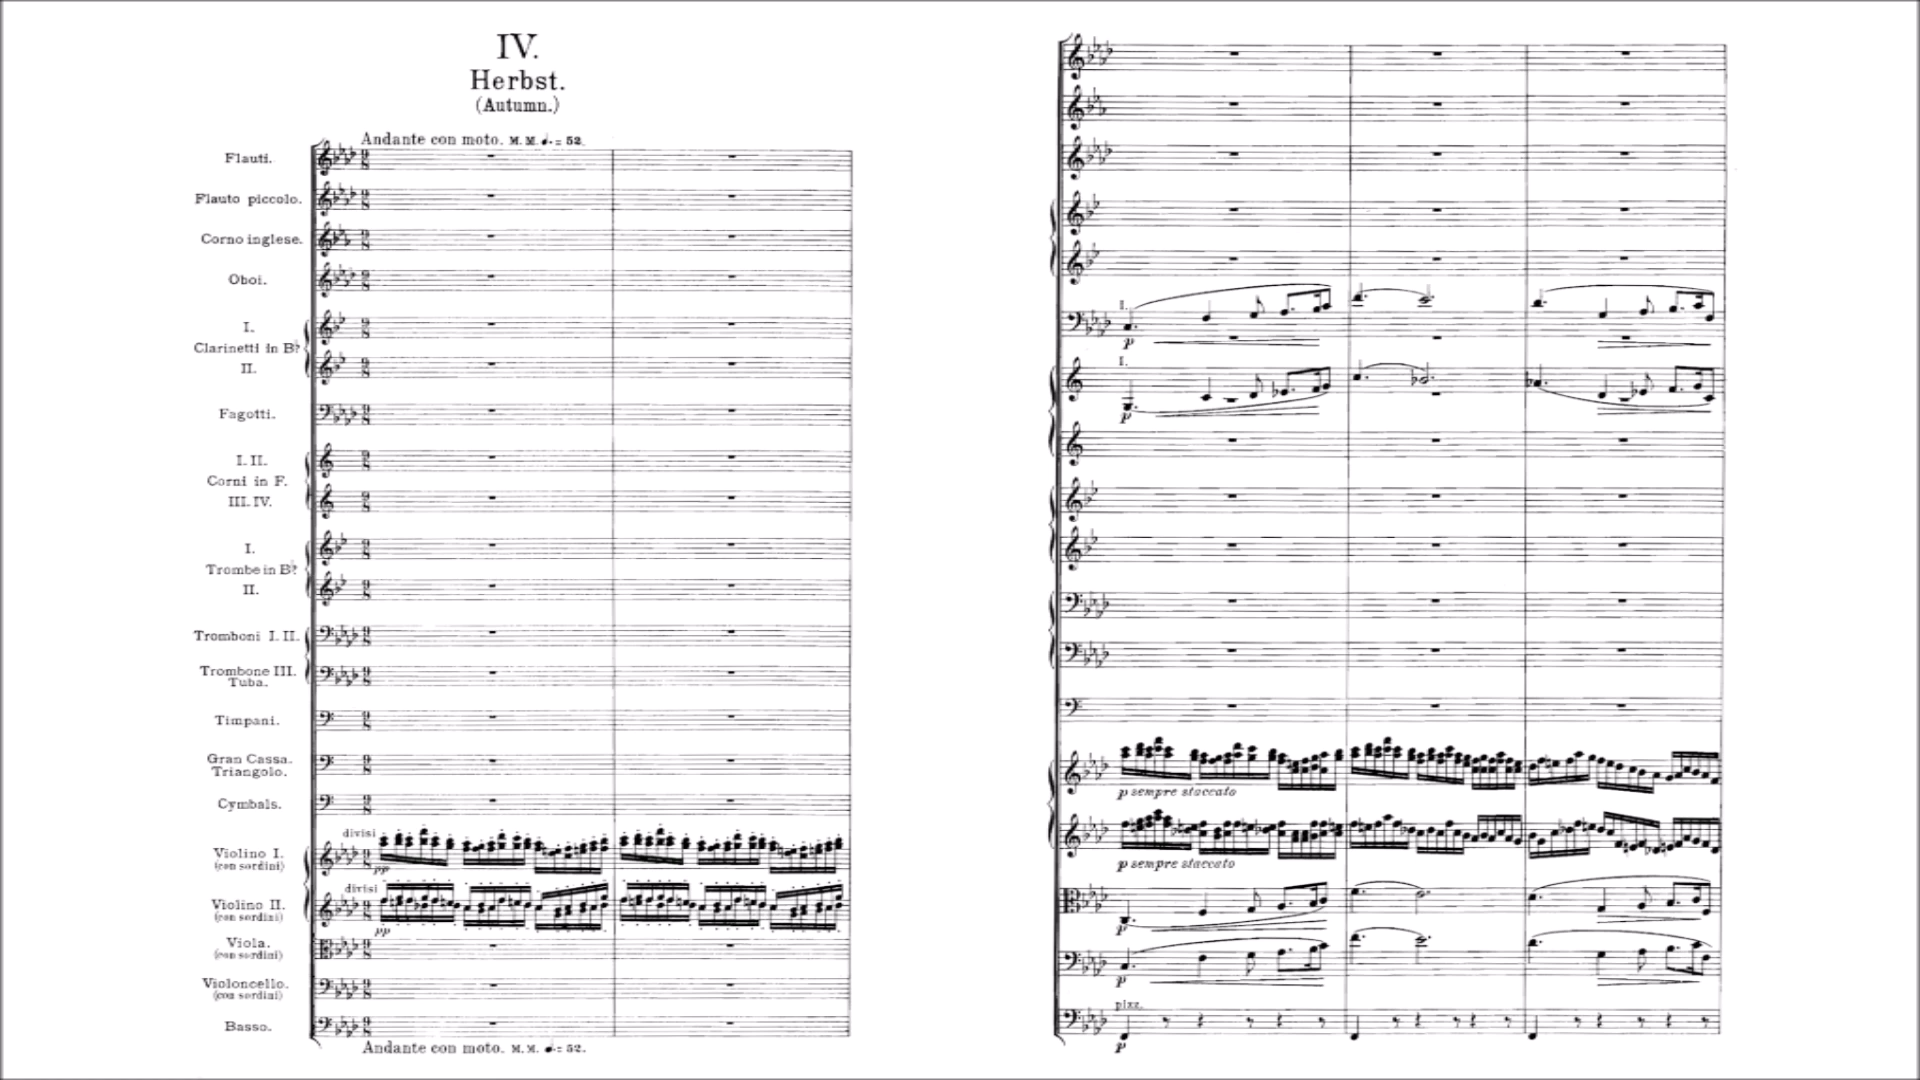 IV.
Herbst.
(Autumn.)
Andante con moto. M. M. ♩. = 52.
Flauti.
Flauto piccolo.
Corno inglese.
Oboi.
I.
Clarinetti in B♭
II.
Fagotti.
I. II.
Corni in F.
III. IV.
I.
Trombe in B♭
II.
Tromboni I. II.
Trombone III.
Tuba.
Timpani.
Gran Cassa.
Triangolo.
Cymbals.
divisi
Violino I.
(con sordini)
pp
divisi
Violino II.
(con sordini)
pp
Viola.
(con sordini)
Violoncello.
(con sordini)
Basso.
Andante con moto. M. M. ♩. = 52.
I.
p
I.
p
p sempre staccato
p sempre staccato
p
p
pizz.
p